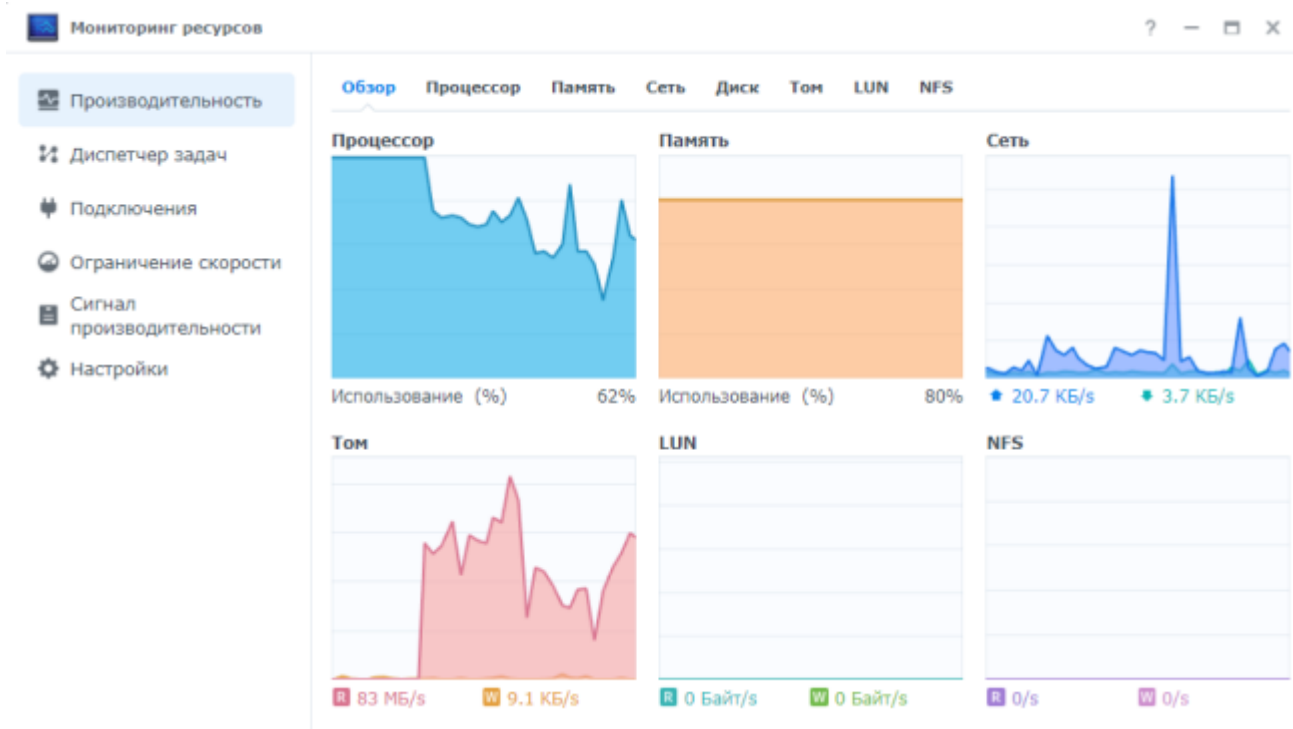 Мониторинг ресурсов
?
Производительность
Диспетчер задач
Подключения
Ограничение скорости
Сигнал
производительности
Настройки
Обзор Процессор Память Сеть Диск Том LUN NFS
Процессор Память Сеть
Использование (%) 62% Использование (%) 80% 20.7 КБ/s 3.7 КБ/s
Том LUN NFS
R 83 МБ/s W 9.1 КБ/s R 0 Байт/s W 0 Байт/s R 0/s W 0/s